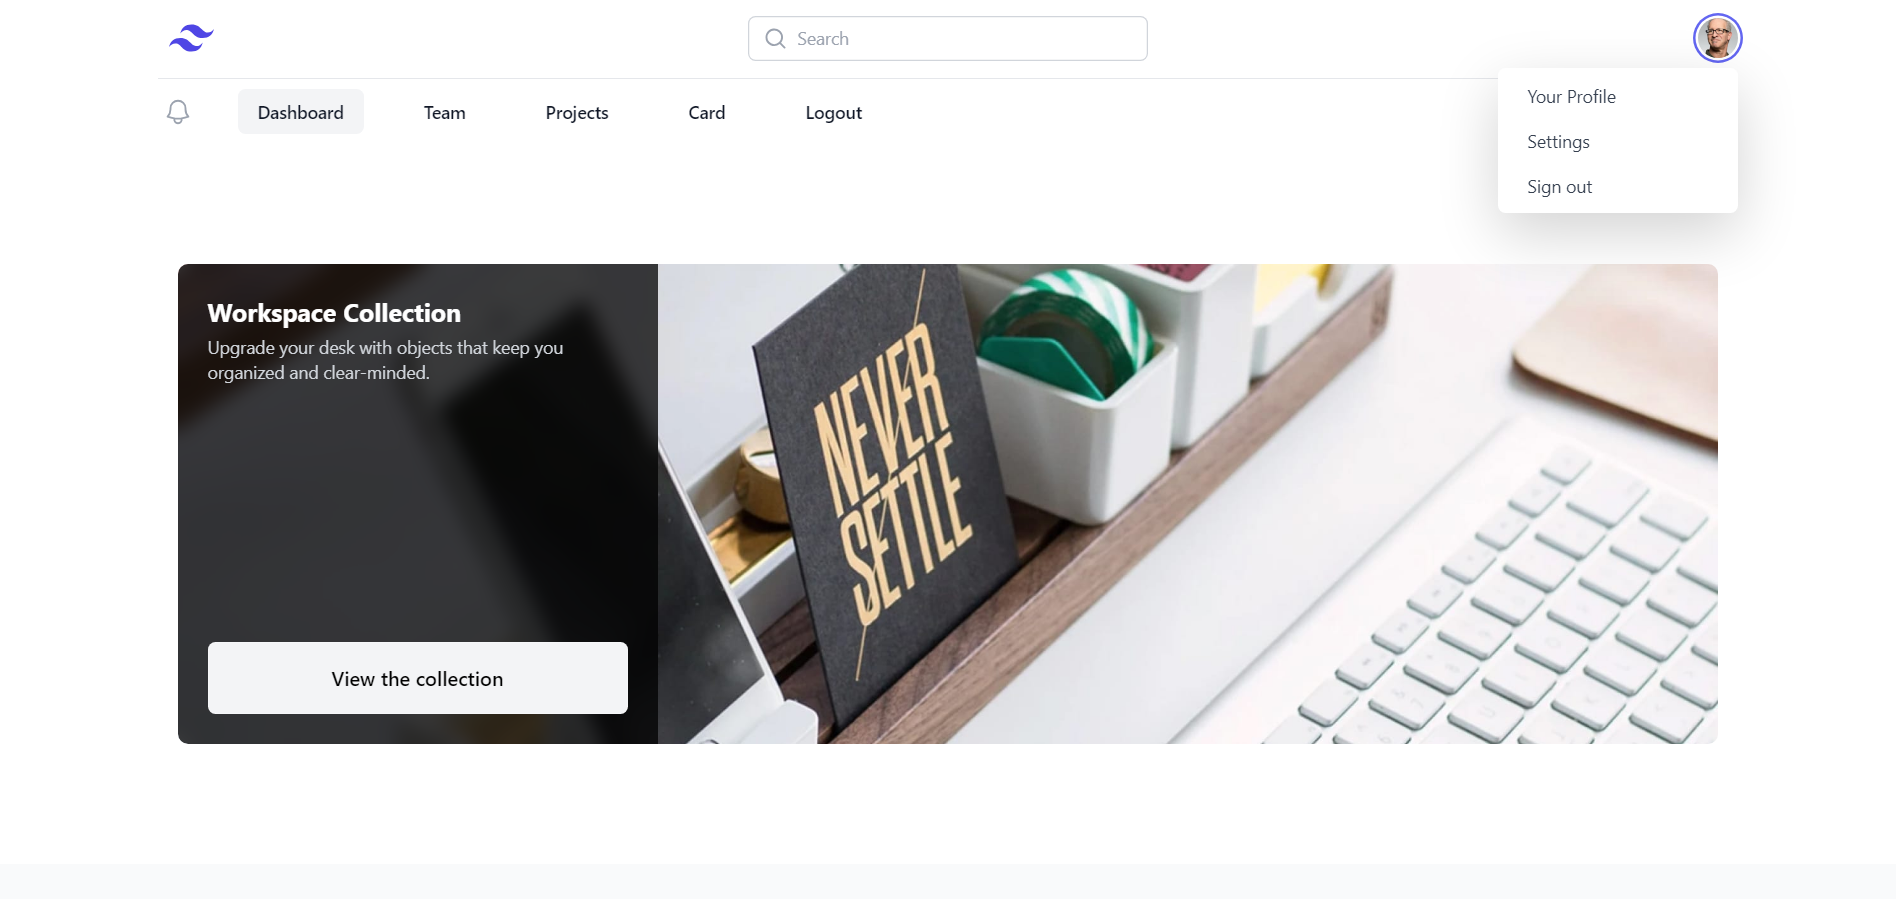 Search
Dashboard
Team
Projects
Card
Logout
Your Profile
Settings
Sign out
Workspace Collection
Upgrade your desk with objects that keep you
organized and clear-minded.
View the collection
NEVER
SETTLE